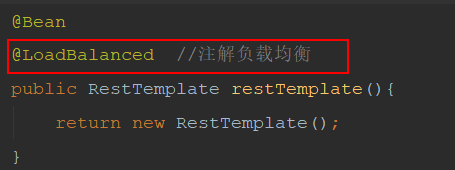 @Bean
@LoadBalanced  //注解负载均衡
public RestTemplate restTemplate(){
    return new RestTemplate();
}